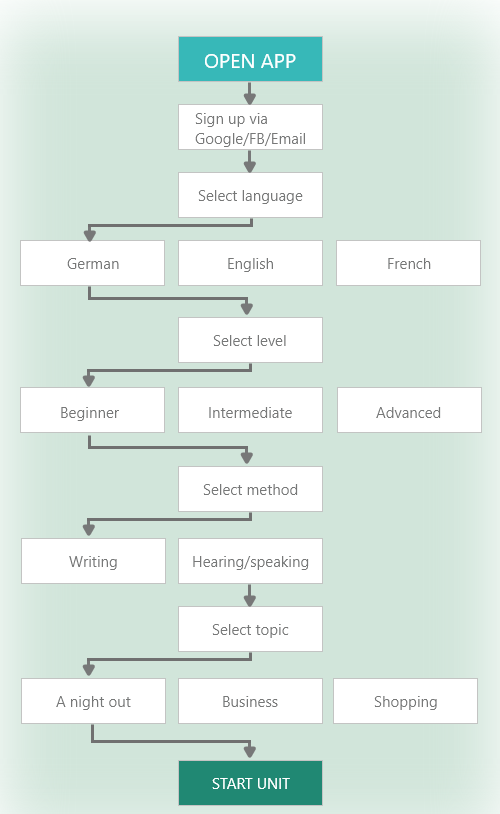 OPEN APP
Sign up via
Google/FB/Email
Select language
German
English
French
Select level
Beginner
Intermediate
Advanced
Select method
Writing
Hearing/speaking
Select topic
A night out
Business
Shopping
START UNIT